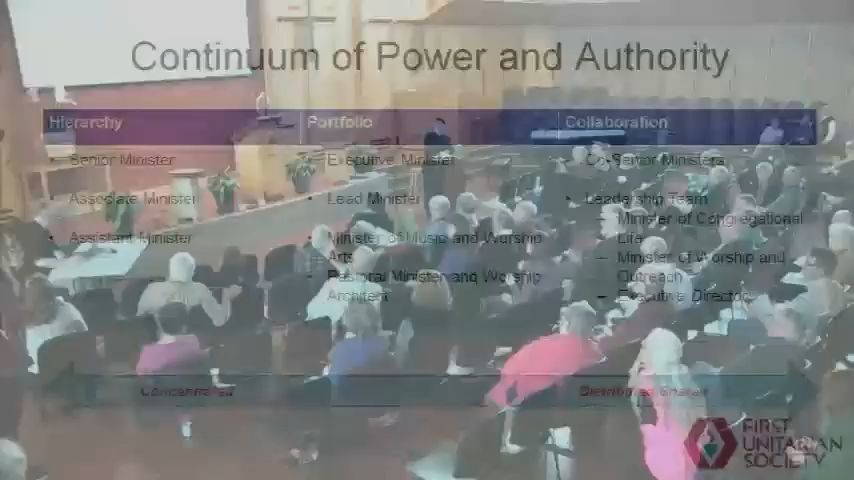 Continuum of Power and Authority
Hierarchy
Portfolio
Collaboration
Senior Minister
Executive Minister
Co-Senior Ministers
Associate Minister
• Lead Minister
• Leadership Team
• Assistant Minister
Minister of Music and Worship
Arts
Pastoral Minister and Worship
Architect
– Minister of Congregational
Life
– Minister of Worship and
Outreach
– Executive Director
Concentrated
Distributed
FIRST
UNITARIAN
SOCIETY